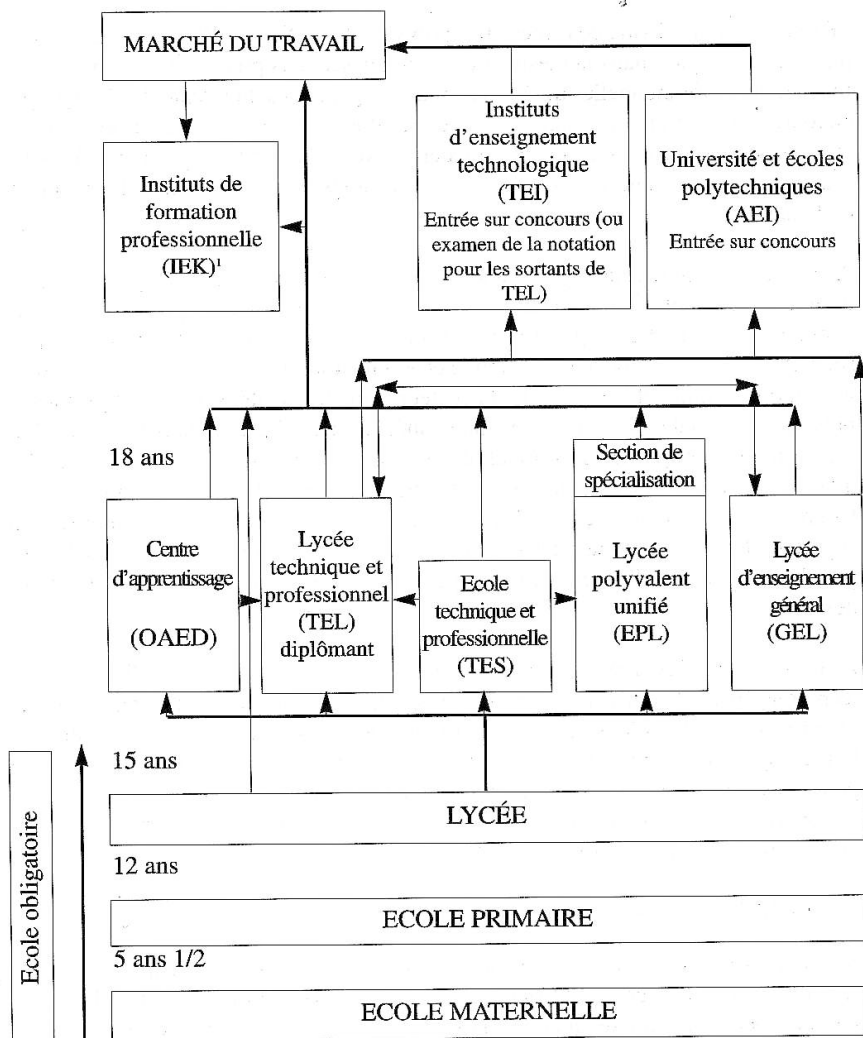 MARCHÉ DU TRAVAIL
Instituts
d'enseignement
technologique
(TEI)
Entrée sur concours (ou
examen de la notation
pour les sortants de
TEL)
Université et écoles
polytechniques
(AEI)
Entrée sur concours
Instituts de
formation
professionnelle
(IEK)¹
18 ans
Centre
d'apprentissage
(OAED)
Lycée
technique et
professionnel
(TEL)
diplômant
Ecole
technique et
professionnelle
(TES)
Section de
spécialisation
Lycée
polyvalent
unifié
(EPL)
Lycée
d'enseignement
général
(GEL)
15 ans
LYCÉE
12 ans
ECOLE PRIMAIRE
5 ans 1/2
ECOLE MATERNELLE
Ecole obligatoire